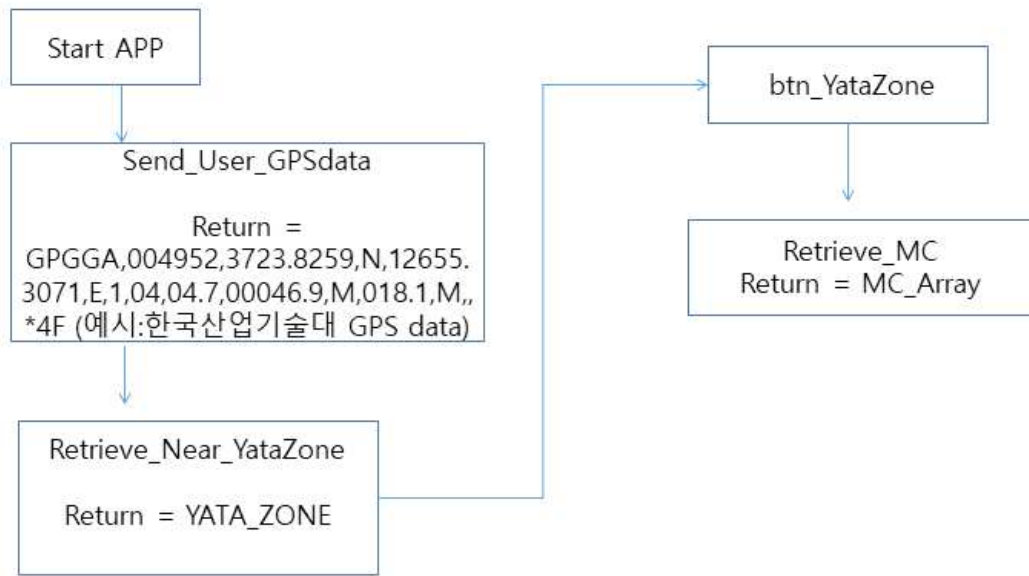 Start APP
Send_User_GPSdata
Return =
GPGGA,004952,3723.8259,N,12655.
3071,E,1,04,04.7,00046.9,M,018.1,M,,
*4F (예시:한국산업기술대 GPS data)
Retrieve_Near_YataZone
Return = YATA_ZONE
btn_YataZone
Retrieve_MC
Return = MC_Array